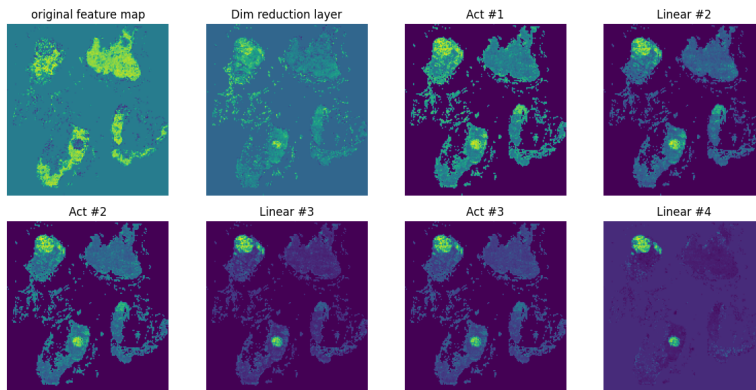 original feature map
Dim reduction layer
Act #1
Linear #2
Act #2
Linear #3
Act #3
Linear #4